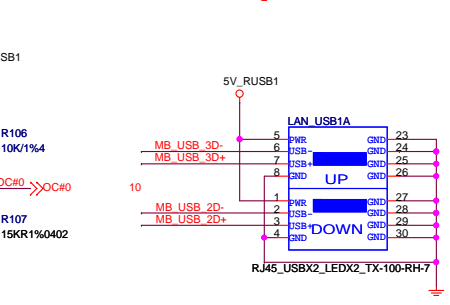 SB1
5V_RUSB1
LAN_USB1A
R106
10K/1%4
5 PWR GND 23
MB_USB_3D- 6 USB- GND 24
MB_USB_3D+ 7 USB+ GND 25
8 GND GND 26
UP
OC#0 OC#0 10
1 PWR GND 27
MB_USB_2D- 2 USB- GND 28
MB_USB_2D+ 3 USB+ GND 29
4 GND GND 30
DOWN
R107
15KR1%0402
RJ45_USBX2_LEDX2_TX-100-RH-7